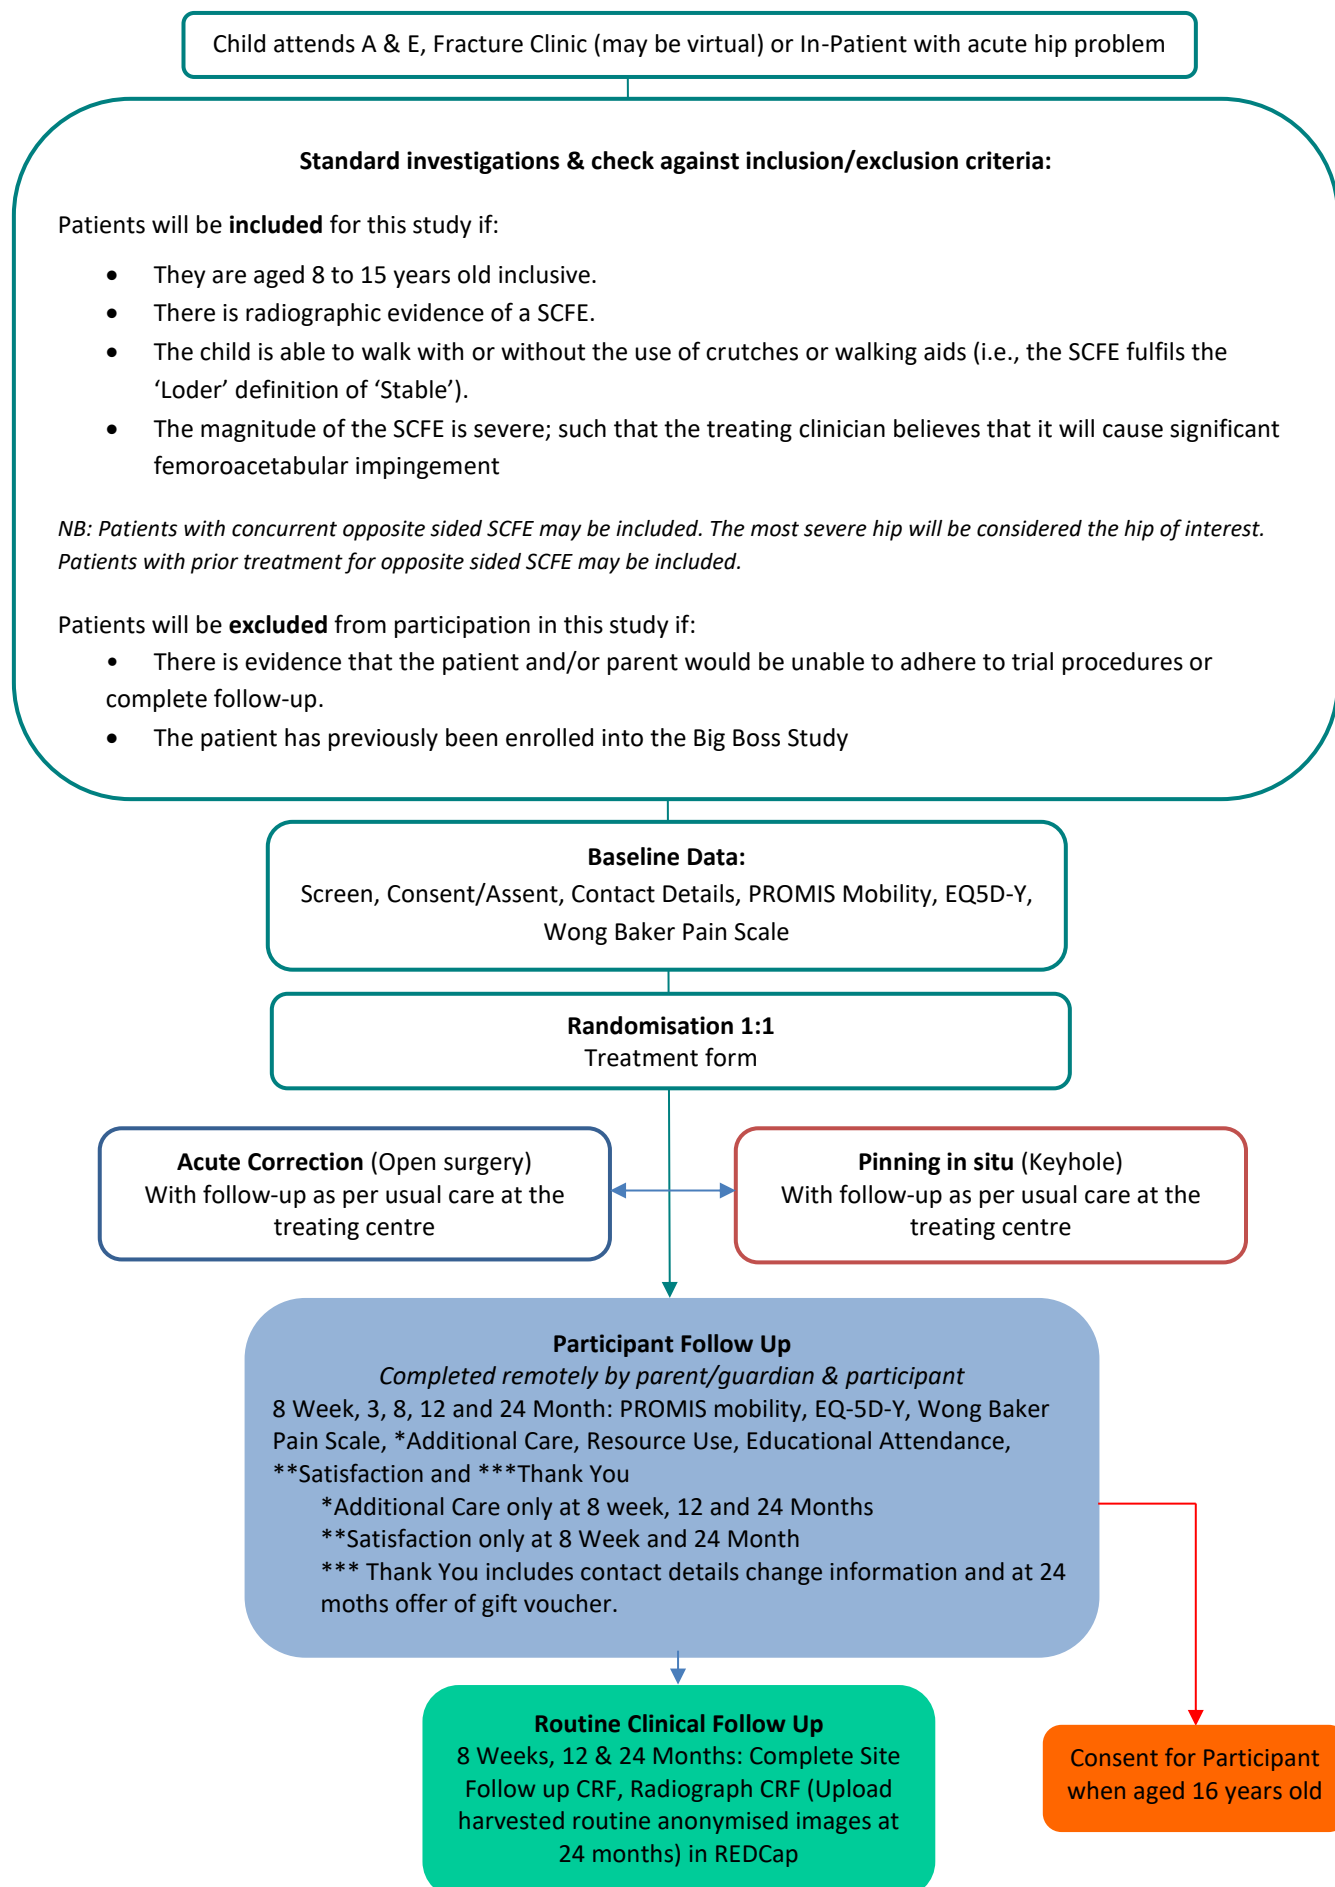 Child attends A & E, Fracture Clinic (may be virtual) or In-Patient with acute hip problem
Standard investigations & check against inclusion/exclusion criteria:
Patients will be included for this study if:
• They are aged 8 to 15 years old inclusive.
• There is radiographic evidence of a SCFE.
• The child is able to walk with or without the use of crutches or walking aids (i.e., the SCFE fulfils the
‘Loder’ definition of ‘Stable’).
• The magnitude of the SCFE is severe; such that the treating clinician believes that it will cause significant
femoroacetabular impingement
NB: Patients with concurrent opposite sided SCFE may be included. The most severe hip will be considered the hip of interest.
Patients with prior treatment for opposite sided SCFE may be included.
Patients will be excluded from participation in this study if:
• There is evidence that the patient and/or parent would be unable to adhere to trial procedures or
complete follow-up.
• The patient has previously been enrolled into the Big Boss Study
Baseline Data:
Screen, Consent/Assent, Contact Details, PROMIS Mobility, EQ5D-Y,
Wong Baker Pain Scale
Randomisation 1:1
Treatment form
Acute Correction (Open surgery)
With follow-up as per usual care at the
treating centre
Pinning in situ (Keyhole)
With follow-up as per usual care at the
treating centre
Participant Follow Up
Completed remotely by parent/guardian & participant
8 Week, 3, 8, 12 and 24 Month: PROMIS mobility, EQ-5D-Y, Wong Baker
Pain Scale, *Additional Care, Resource Use, Educational Attendance,
**Satisfaction and ***Thank You
*Additional Care only at 8 week, 12 and 24 Months
**Satisfaction only at 8 Week and 24 Month
*** Thank You includes contact details change information and at 24
moths offer of gift voucher.
Routine Clinical Follow Up
8 Weeks, 12 & 24 Months: Complete Site
Follow up CRF, Radiograph CRF (Upload
harvested routine anonymised images at
24 months) in REDCap
Consent for Participant
when aged 16 years old